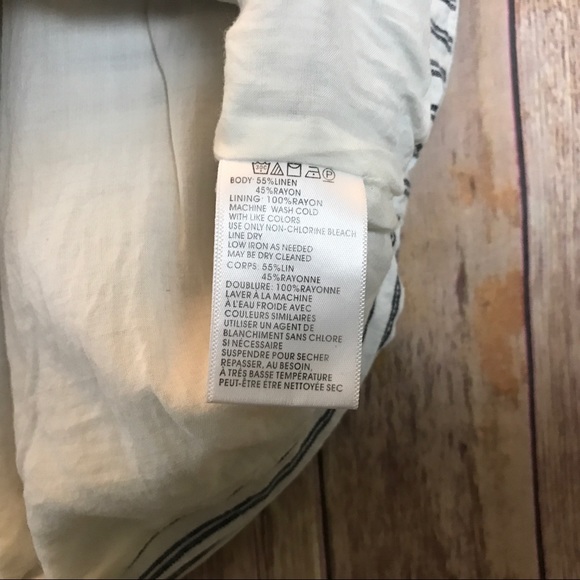 BODY: 55%LINEN
45%RAYON
LINING: 100%RAYON
MACHINE WASH COLD
WITH LIKE COLORS
USE ONLY NON-CHLORINE BLEACH
LINE DRY
LOW IRON AS NEEDED
MAY BE DRY CLEANED
CORPS: 55%LIN
45%RAYONNE
DOUBLURE: 100%RAYONNE
LAVER À LA MACHINE
À L'EAU FROIDE AVEC
COULEURS SIMILAIRES
UTILISER UN AGENT DE
BLANCHIMENT SANS CHLORE
SI NÉCESSAIRE
SUSPENDRE POUR SECHER
REPASSER, AU BESOIN,
À TRÈS BASSE TEMPÉRATURE
PEUT-ÊTRE ÊTRE NETTOYÉE SEC